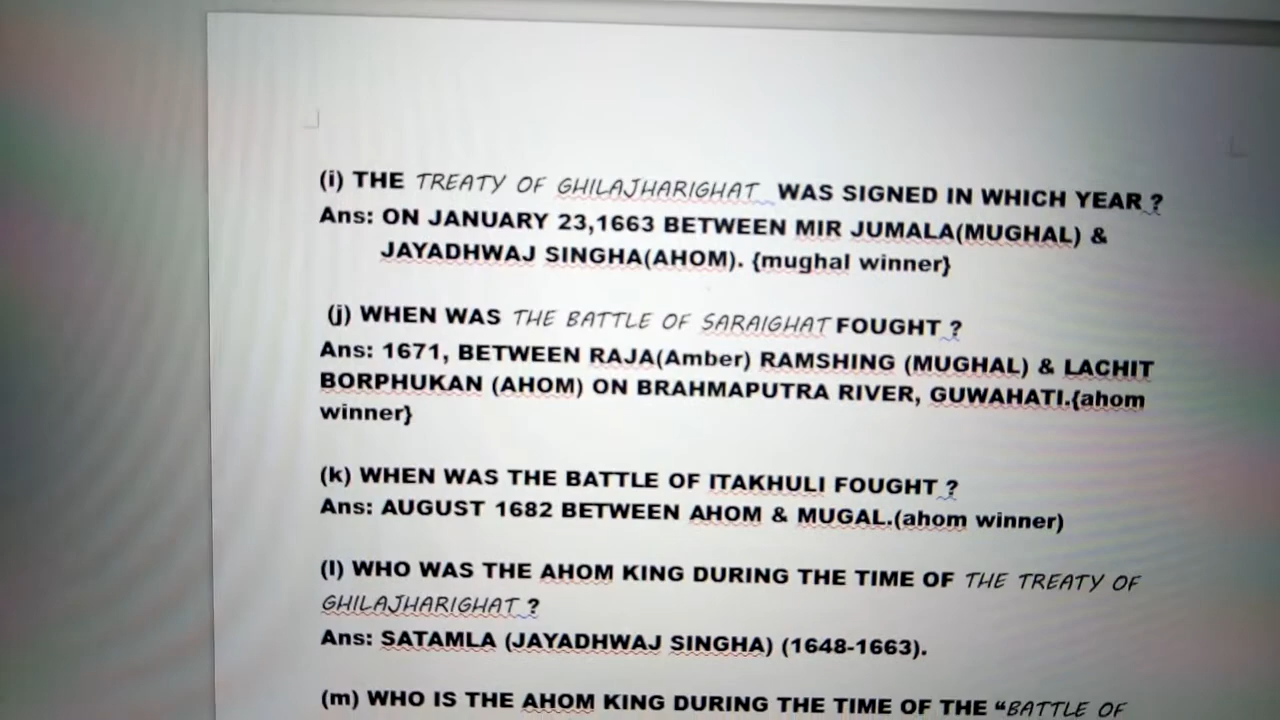 (i) THE TREATY OF GHILAJHARIGHAT WAS SIGNED IN WHICH YEAR ?
Ans: ON JANUARY 23,1663 BETWEEN MIR JUMALA(MUGHAL) &
JAYADHWAJ SINGHA(AHOM). {mughal winner}
(j) WHEN WAS THE BATTLE OF SARAIGHAT FOUGHT ?
Ans: 1671, BETWEEN RAJA(Amber) RAMSHING (MUGHAL) & LACHIT
BORPHUKAN (AHOM) ON BRAHMAPUTRA RIVER, GUWAHATI.{ahom
winner}
(k) WHEN WAS THE BATTLE OF ITAKHULI FOUGHT ?
Ans: AUGUST 1682 BETWEEN AHOM & MUGAL.(ahom winner)
(l) WHO WAS THE AHOM KING DURING THE TIME OF THE TREATY OF
GHILAJHARIGHAT ?
Ans: SATAMLA (JAYADHWAJ SINGHA) (1648-1663).
(m) WHO IS THE AHOM KING DURING THE TIME OF THE “BATTLE OF